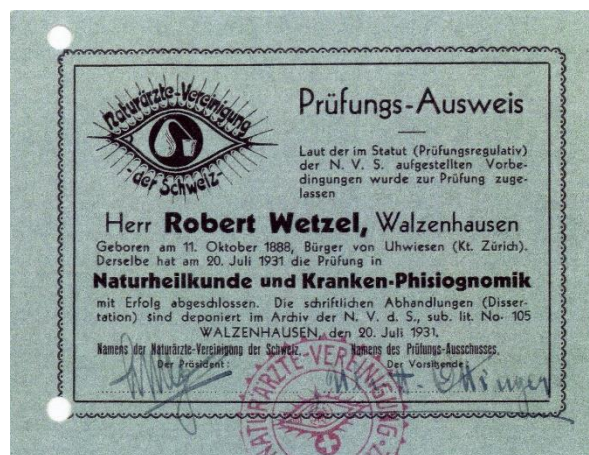 Naturärzte-Vereinigung
der Schweiz
Prüfungs-Ausweis
Laut der im Statut (Prüfungsregulativ)
der N. V. S. aufgestellten Vorbe-
dingungen wurde zur Prüfung zuge-
lassen
Herr Robert Wetzel, Walzenhausen
Geboren am 11. Oktober 1888, Bürger von Uhwiesen (Kt. Zürich).
Derselbe hat am 20. Juli 1931 die Prüfung in
Naturheilkunde und Kranken-Phisiognomik
mit Erfolg abgeschlossen. Die schriftlichen Abhandlungen (Disser-
tation) sind deponiert im Archiv der N. V. d. S., sub. lit. No- 105
WALZENHAUSEN, den 20. Juli 1931.
Namens der Naturärzte-Vereinigung der Schweiz. Namens des Prüfungs-Ausschusses.
Der Präsident: Der Vorsitzende:
NATURÄRZTE-VEREINIGUNG